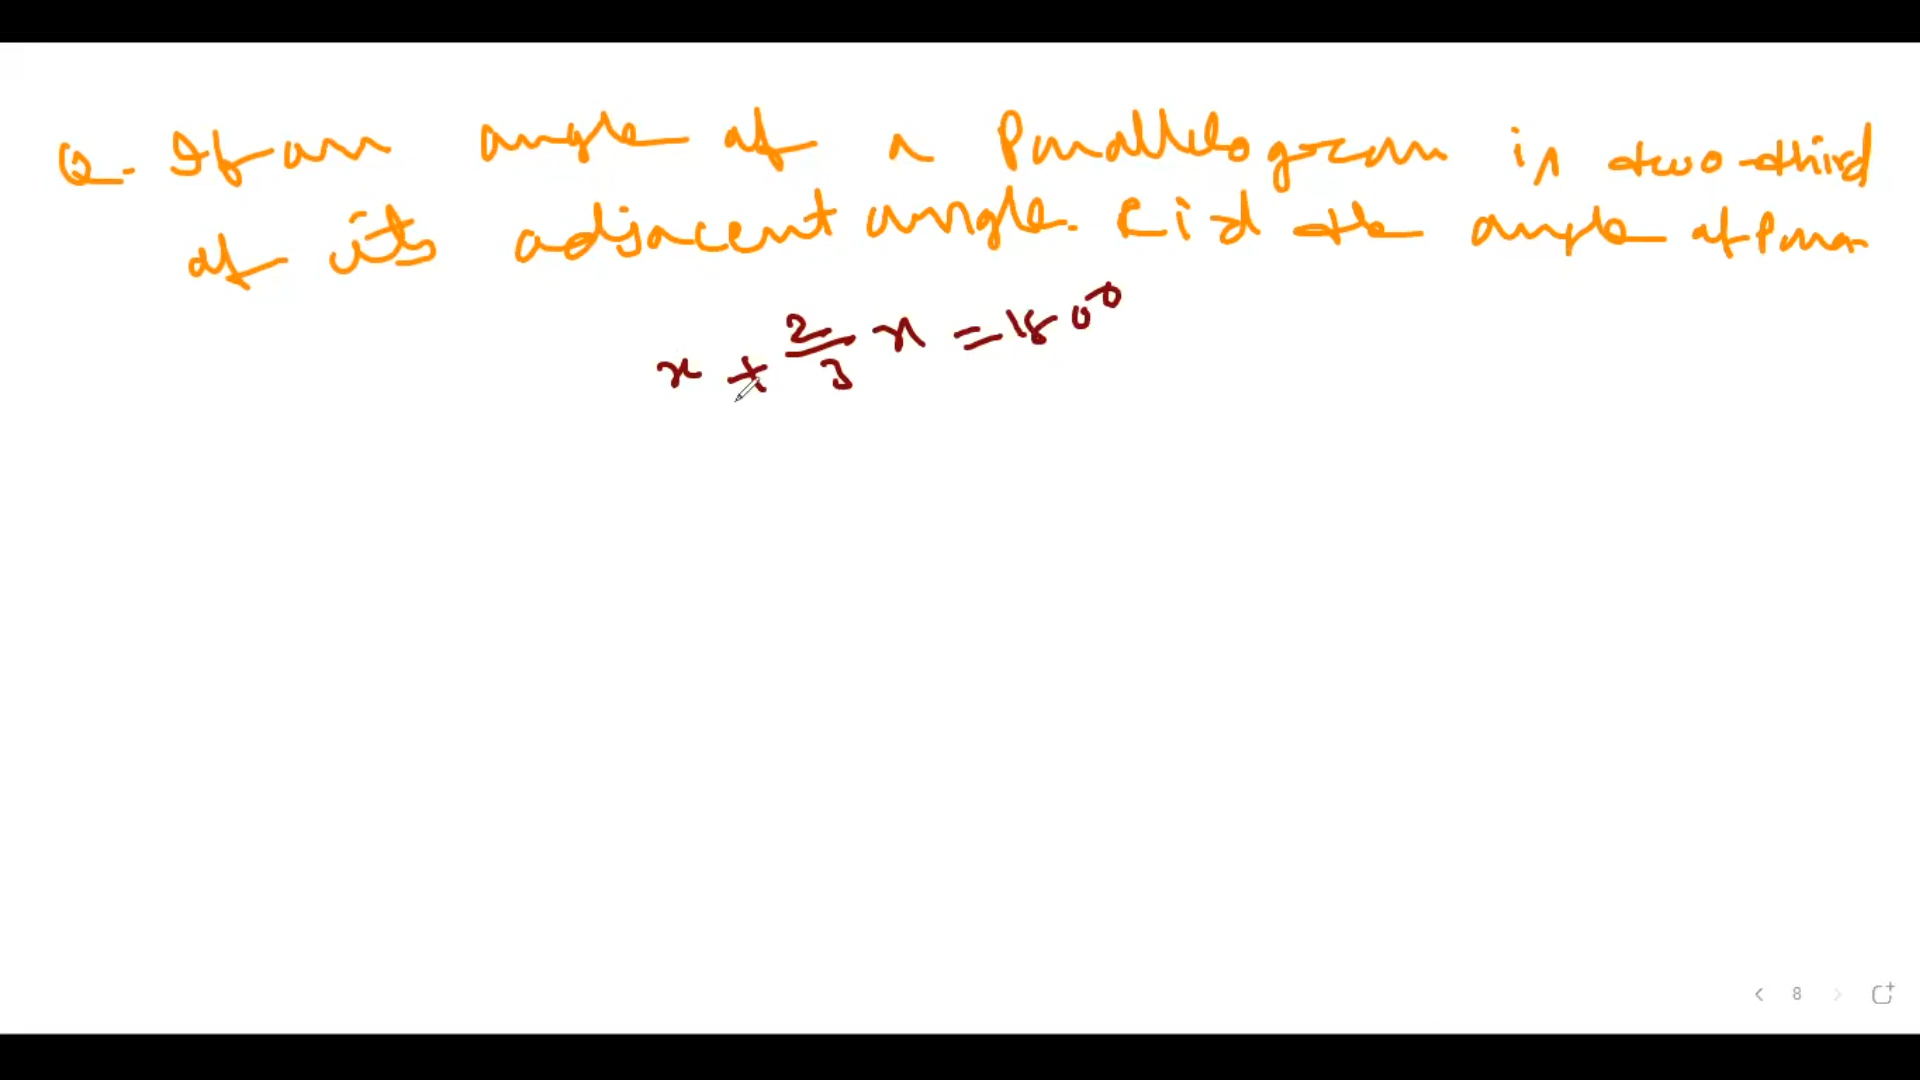 Q. If an angle of a Parallelogram is two-third
of its adjacent angle. Find the angle of
x + 2/3 x = 180°
8